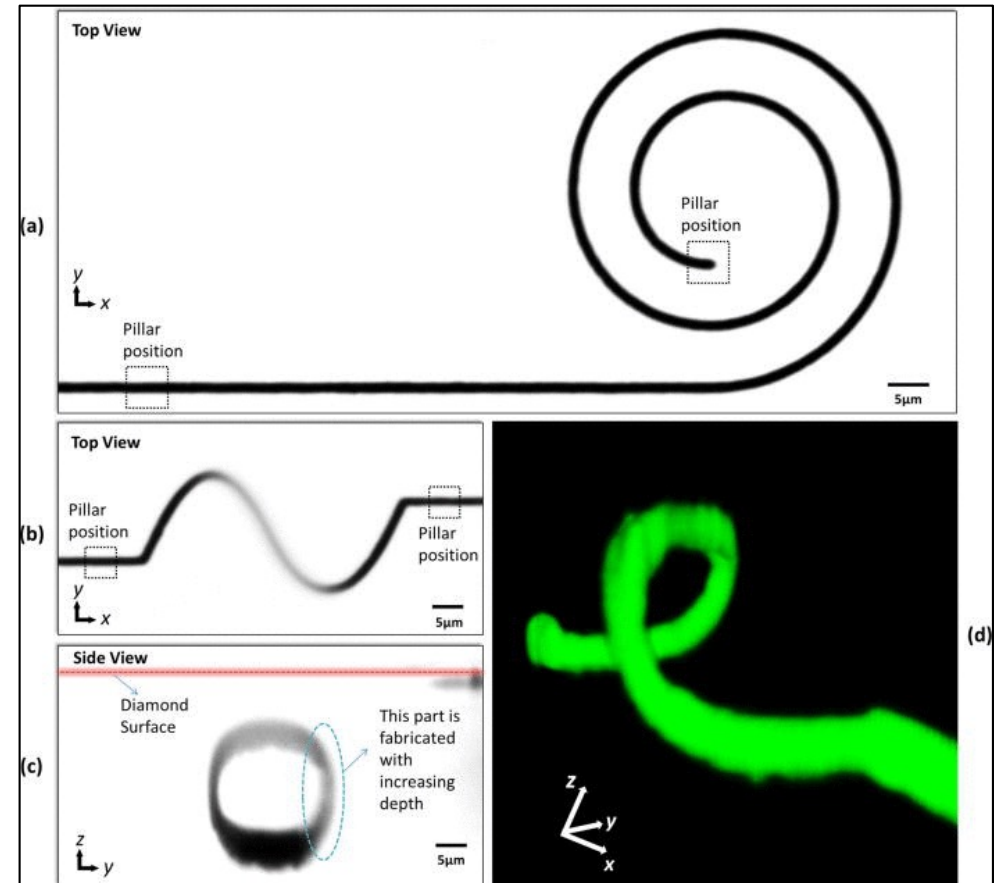 Top View
(a)
Pillar
position
y
x
Pillar
position
5μm
Top View
(b)
Pillar
position
Pillar
position
y
x
5μm
Side View
Diamond
Surface
This part is
fabricated
with
increasing
depth
(c)
z
y
5μm
(d)
z
y
x